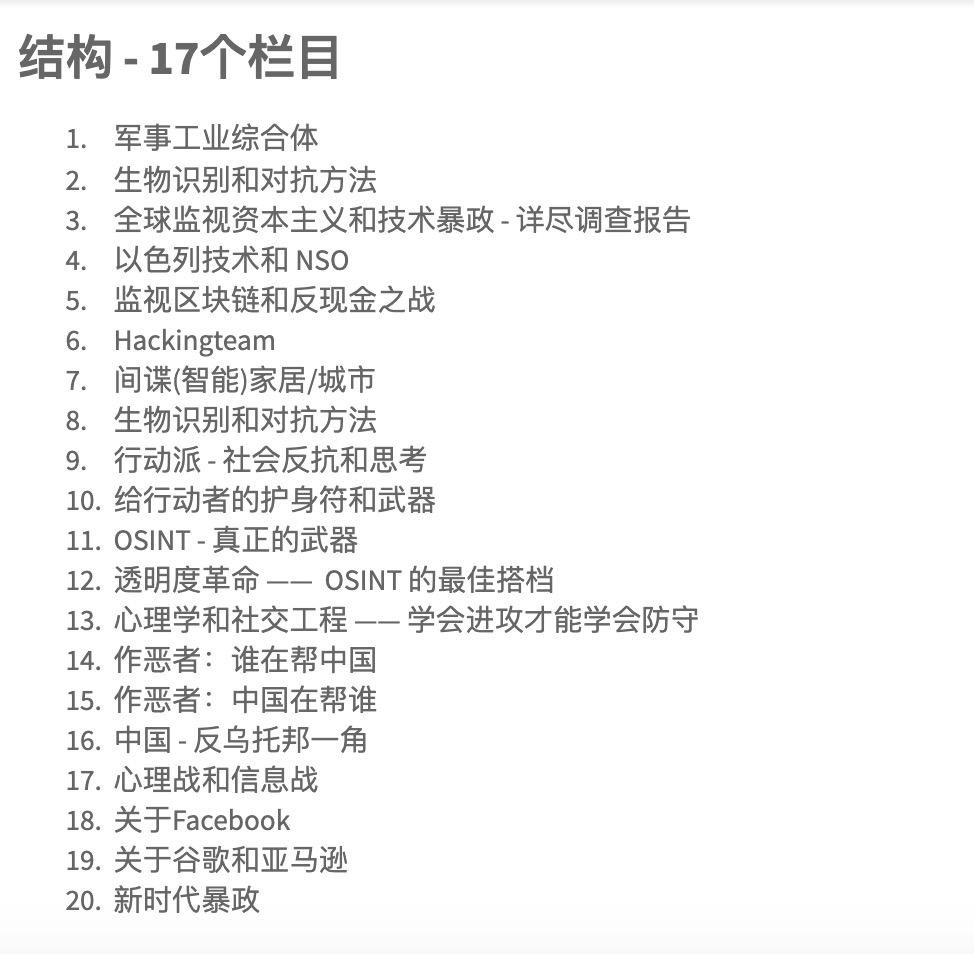 结构 - 17个栏目
1. 军事工业综合体
2. 生物识别和对抗方法
3. 全球监视资本主义和技术暴政 - 详尽调查报告
4. 以色列技术和 NSO
5. 监视区块链和反现金之战
6. Hackingteam
7. 间谍(智能)家居/城市
8. 生物识别和对抗方法
9. 行动派 - 社会反抗和思考
10. 给行动者的护身符和武器
11. OSINT - 真正的武器
12. 透明度革命 —— OSINT 的最佳搭档
13. 心理学和社交工程 —— 学会进攻才能学会防守
14. 作恶者：谁在帮中国
15. 作恶者：中国在帮谁
16. 中国 - 反乌托邦一角
17. 心理战和信息战
18. 关于Facebook
19. 关于谷歌和亚马逊
20. 新时代暴政